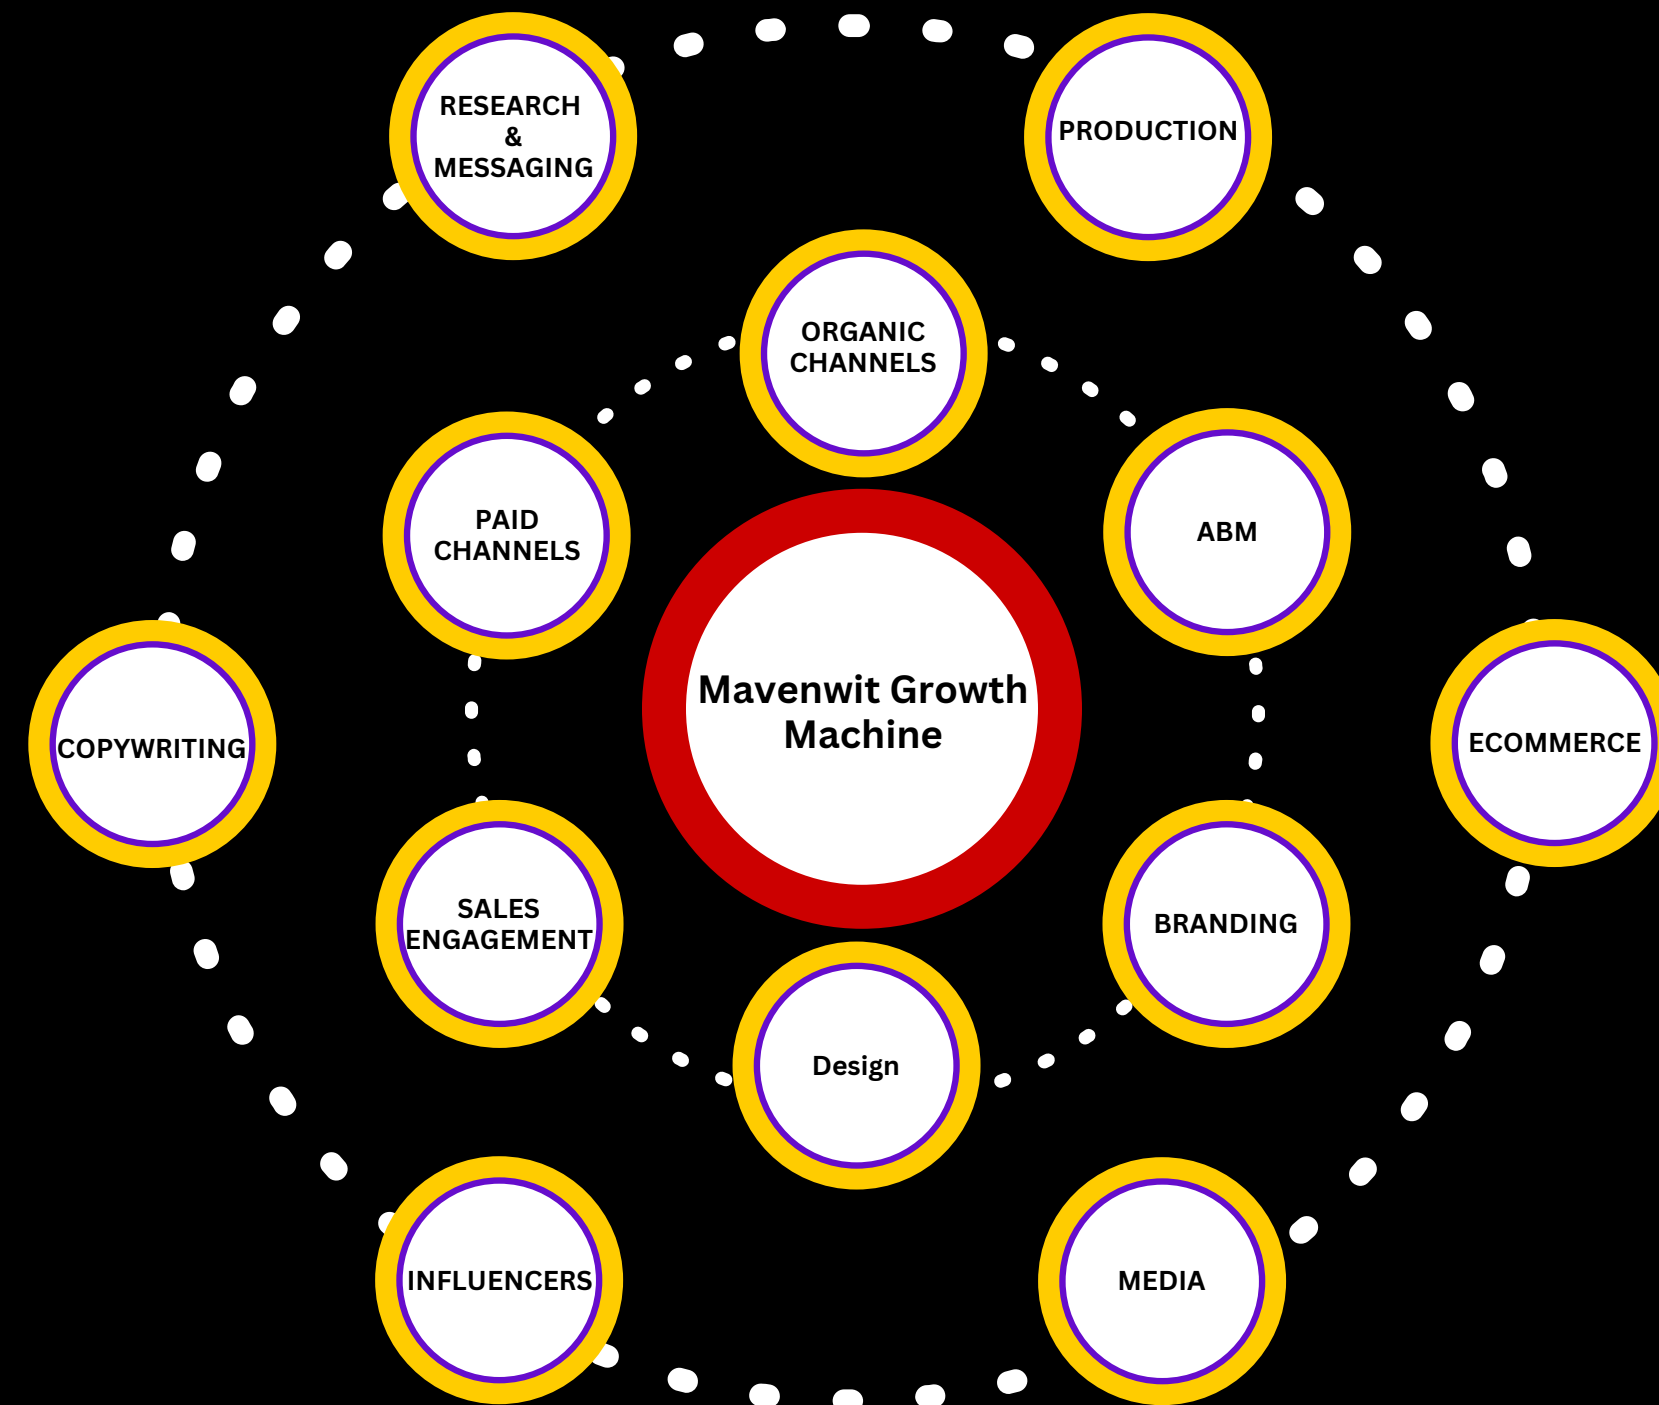 RESEARCH
&
MESSAGING
PRODUCTION
ORGANIC
CHANNELS
PAID
CHANNELS
ABM
Mavenwit Growth
Machine
COPYWRITING
ECOMMERCE
SALES
ENGAGEMENT
BRANDING
Design
INFLUENCERS
MEDIA